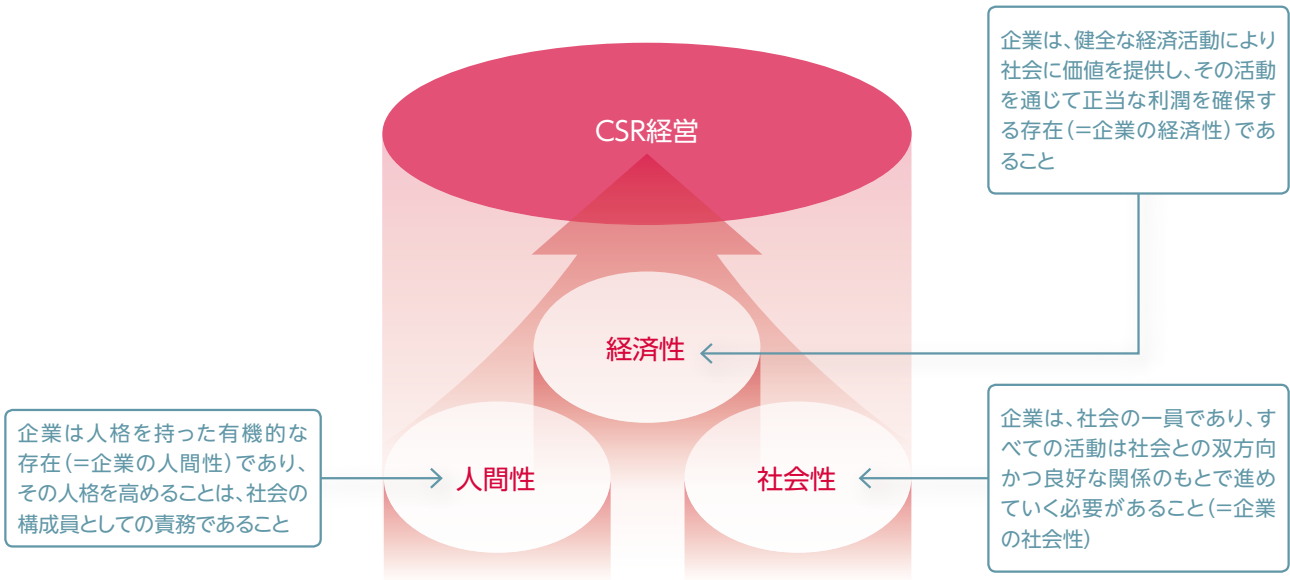 企業は、健全な経済活動により
社会に価値を提供し、その活動
を通じて正当な利潤を確保す
る存在(=企業の経済性)であ
ること
CSR経営
経済性
企業は人格を持った有機的な
存在(=企業の人間性)であり、
その人格を高めることは、社会の
構成員としての責務であること
人間性
社会性
企業は、社会の一員であり、す
べての活動は社会との双方向
かつ良好な関係のもとで進め
ていく必要があること(=企業
の社会性)